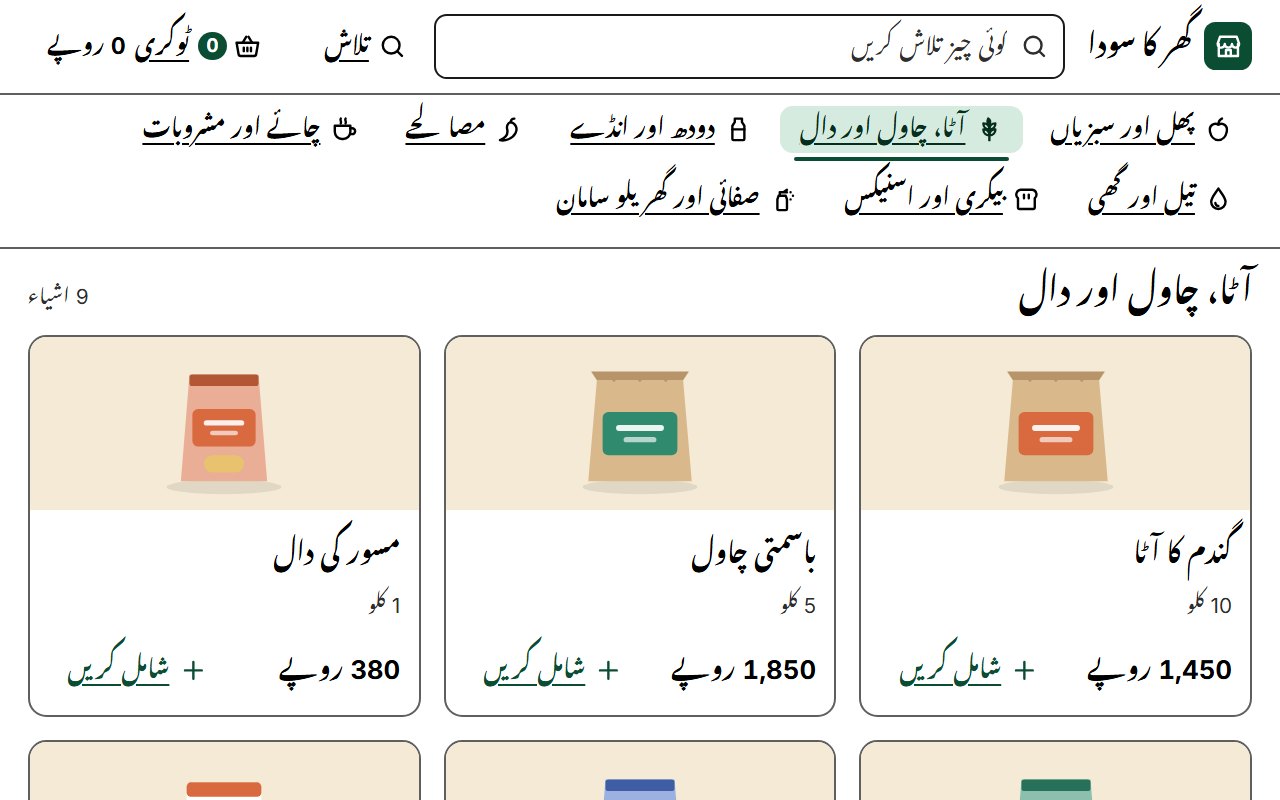 گھر کا سودا
کوئی چیز تلاش کریں
تلاش
0 ٹوکری 0 روپے
پھل اور سبزیاں
آٹا، چاول اور دال
دودھ اور انڈے
مصالحے
چائے اور مشروبات
تیل اور گھی
بیکری اور اسنیکس
صفائی اور گھریلو سامان
آٹا، چاول اور دال
9 اشیاء
گندم کا آٹا
10 کلو
1,450 روپے
شامل کریں
باسمتی چاول
5 کلو
1,850 روپے
شامل کریں
مسور کی دال
1 کلو
380 روپے
شامل کریں